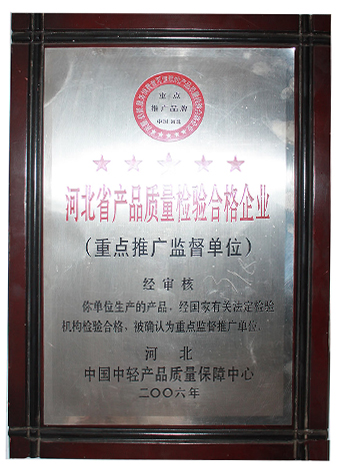 重点
推广品牌
中国·河北
河北省产品质量检验合格企业
(重点推广监督单位)
经审核
你单位生产的产品，经国家有关法定检验
机构检验合格，被确认为重点监督推广单位。
河北
中国中轻产品质量保障中心
二〇〇六年